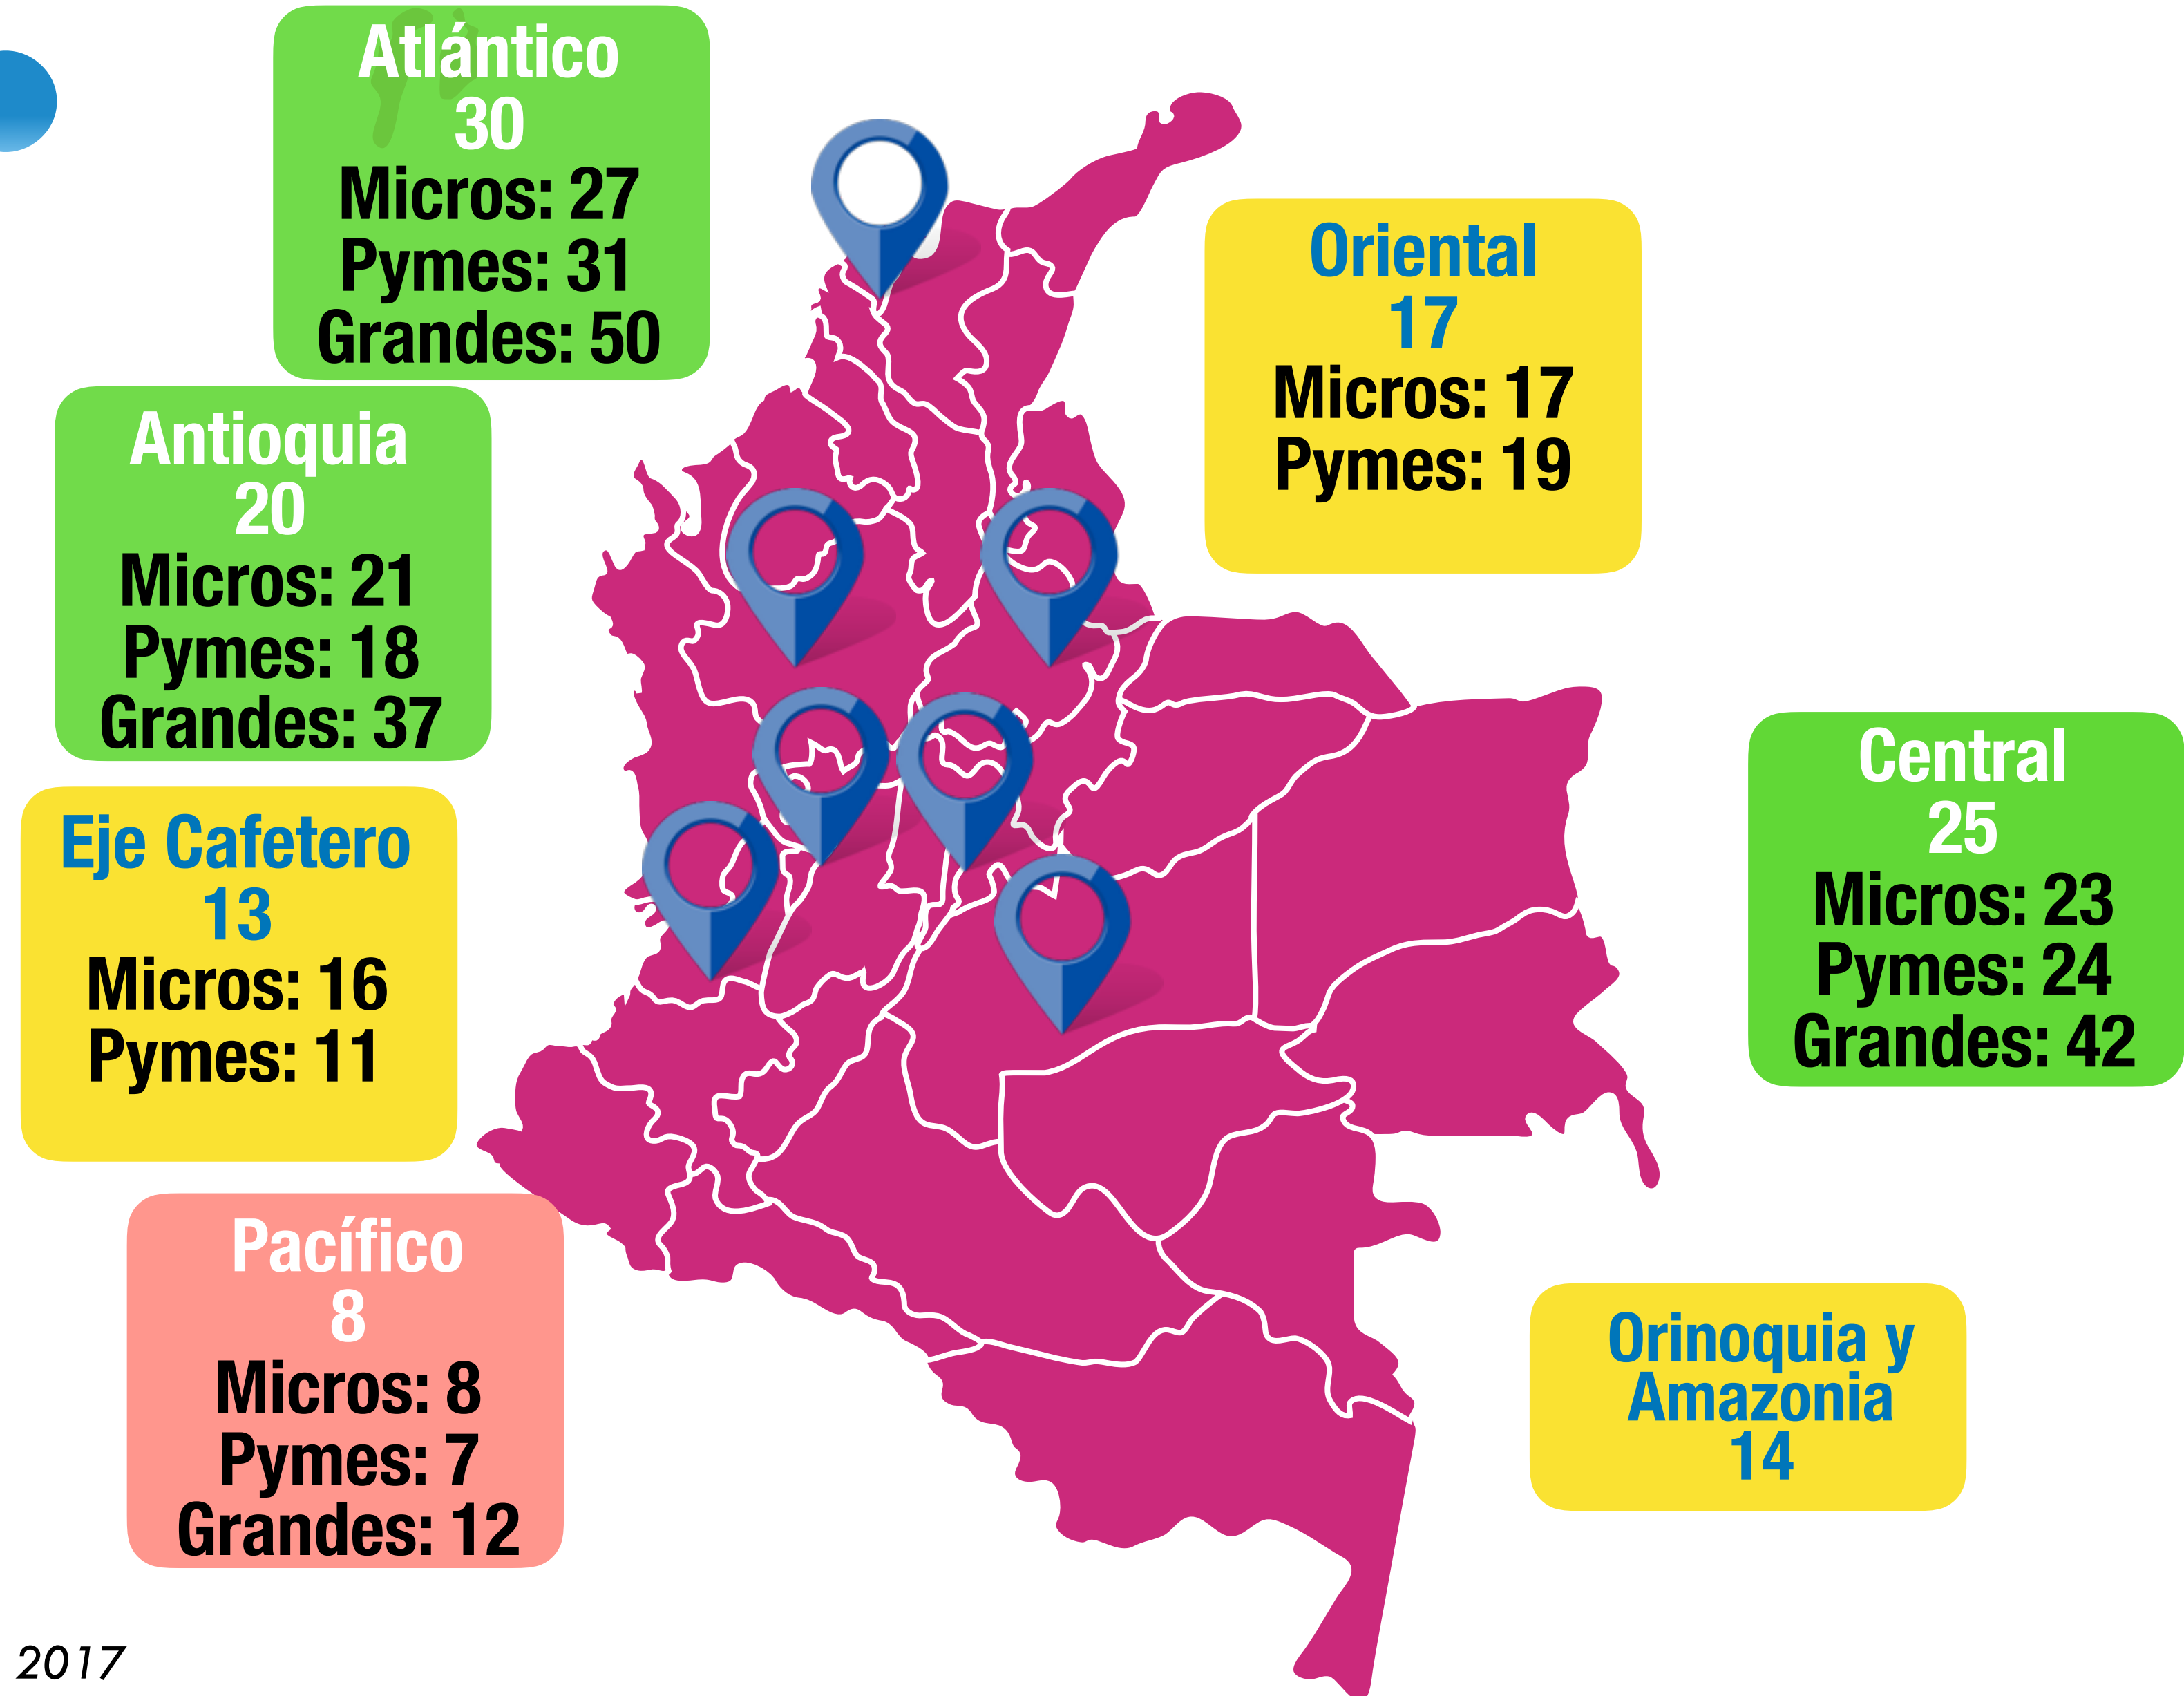 Atlántico
30
Micros: 27
Pymes: 31
Grandes: 50
Oriental
17
Micros: 17
Pymes: 19
Antioquia
20
Micros: 21
Pymes: 18
Grandes: 37
Central
25
Micros: 23
Pymes: 24
Grandes: 42
Eje Cafetero
13
Micros: 16
Pymes: 11
Pacífico
8
Micros: 8
Pymes: 7
Grandes: 12
Orinoquia y
Amazonia
14
2017